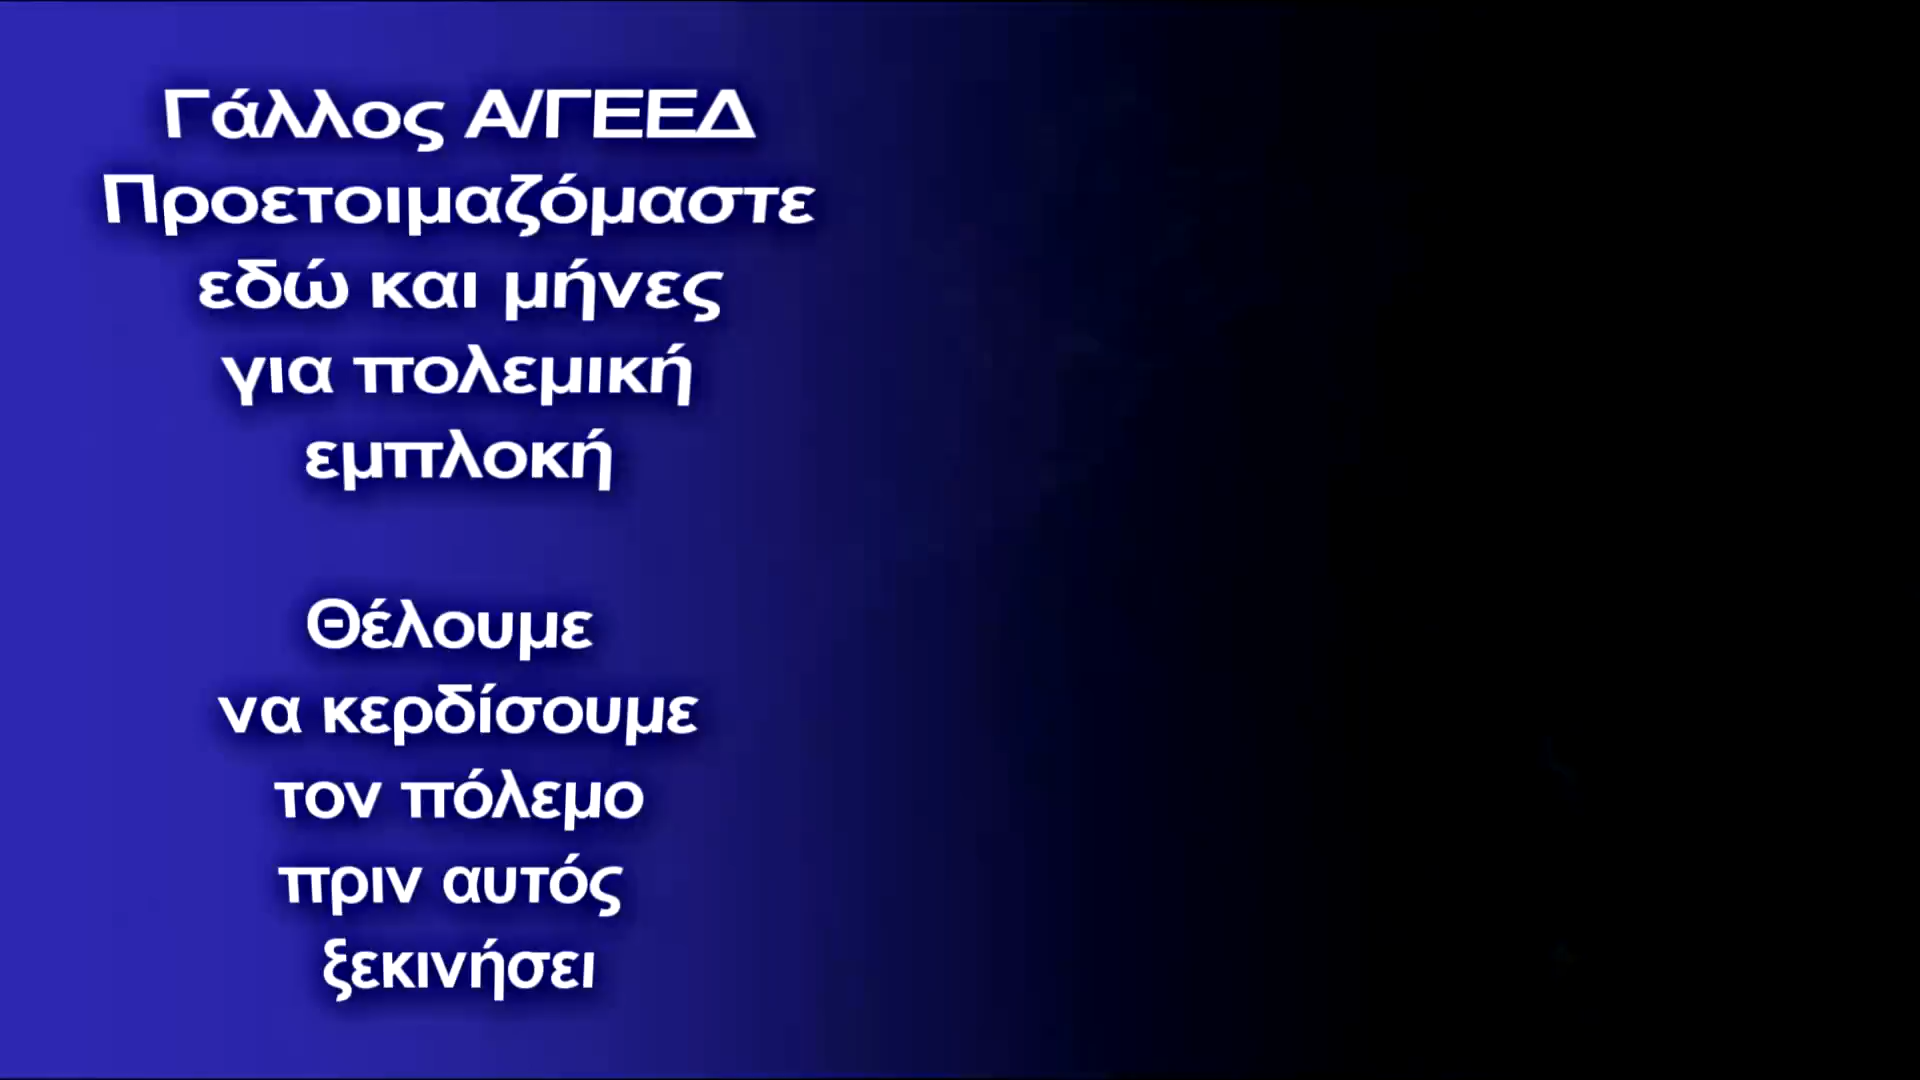 Γάλλος Α/ΓΕΕΔ
Προετοιμαζόμαστε
εδώ και μήνες
για πολεμική
εμπλοκή
Θέλουμε
να κερδίσουμε
τον πόλεμο
πριν αυτός
ξεκινήσει